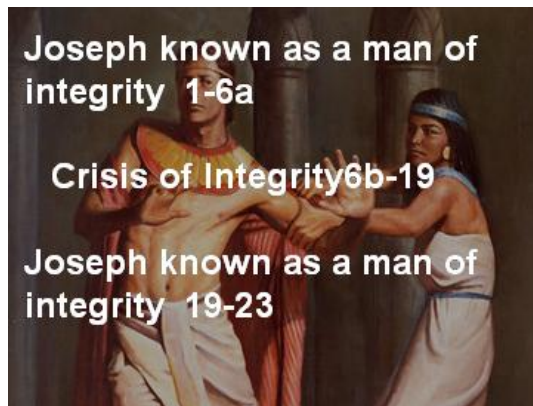 Joseph known as a man of
integrity 1-6a
Crisis of Integrity6b-19
Joseph known as a man of
integrity 19-23